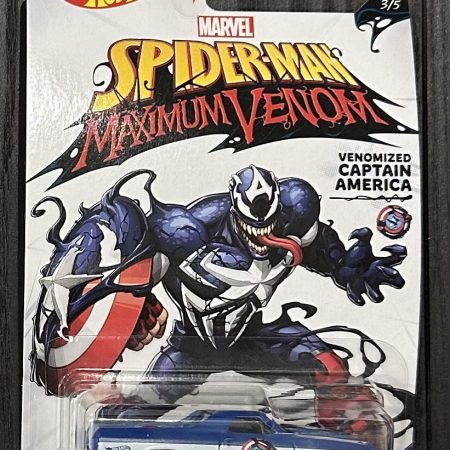 3/5
MARVEL
SPIDER-MAN
MAXIMUM VENOM
VENOMIZED
CAPTAIN
AMERICA